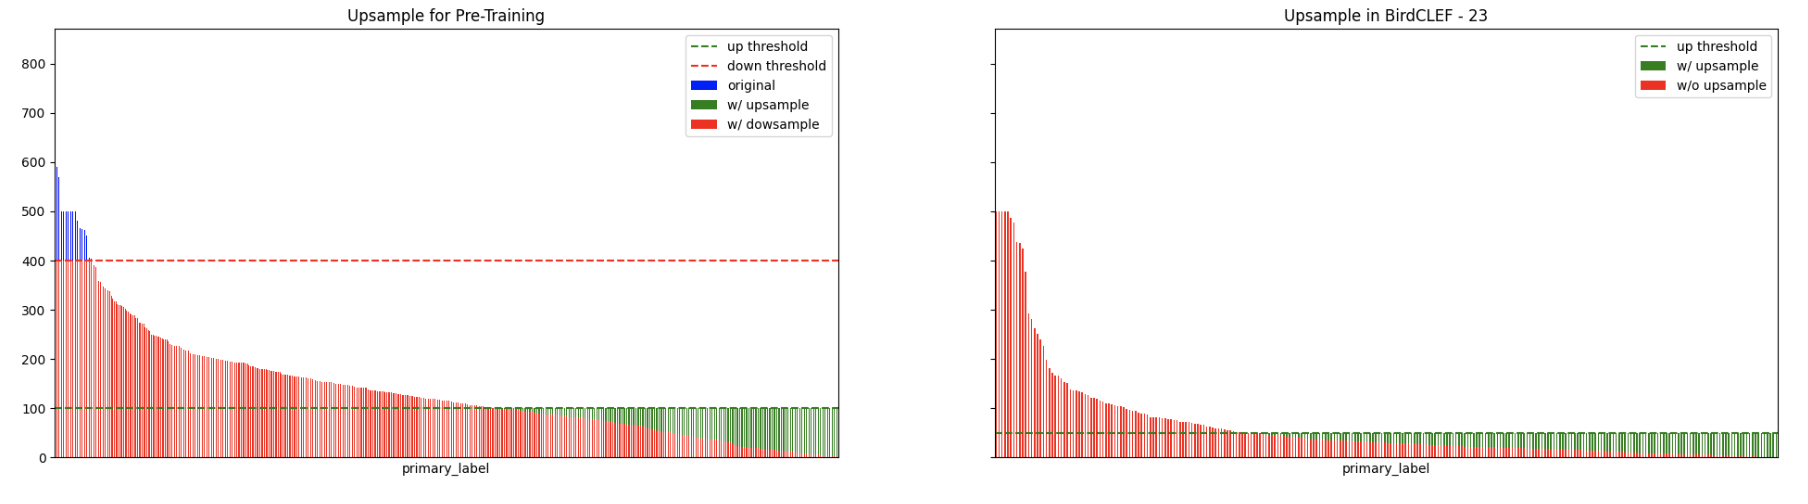 Upsample for Pre-Training
800
700
600
500
400
300
200
100
0
up threshold
down threshold
original
w/ upsample
w/ dowsample
primary_label
Upsample in BirdCLEF - 23
up threshold
w/ upsample
w/o upsample
primary_label